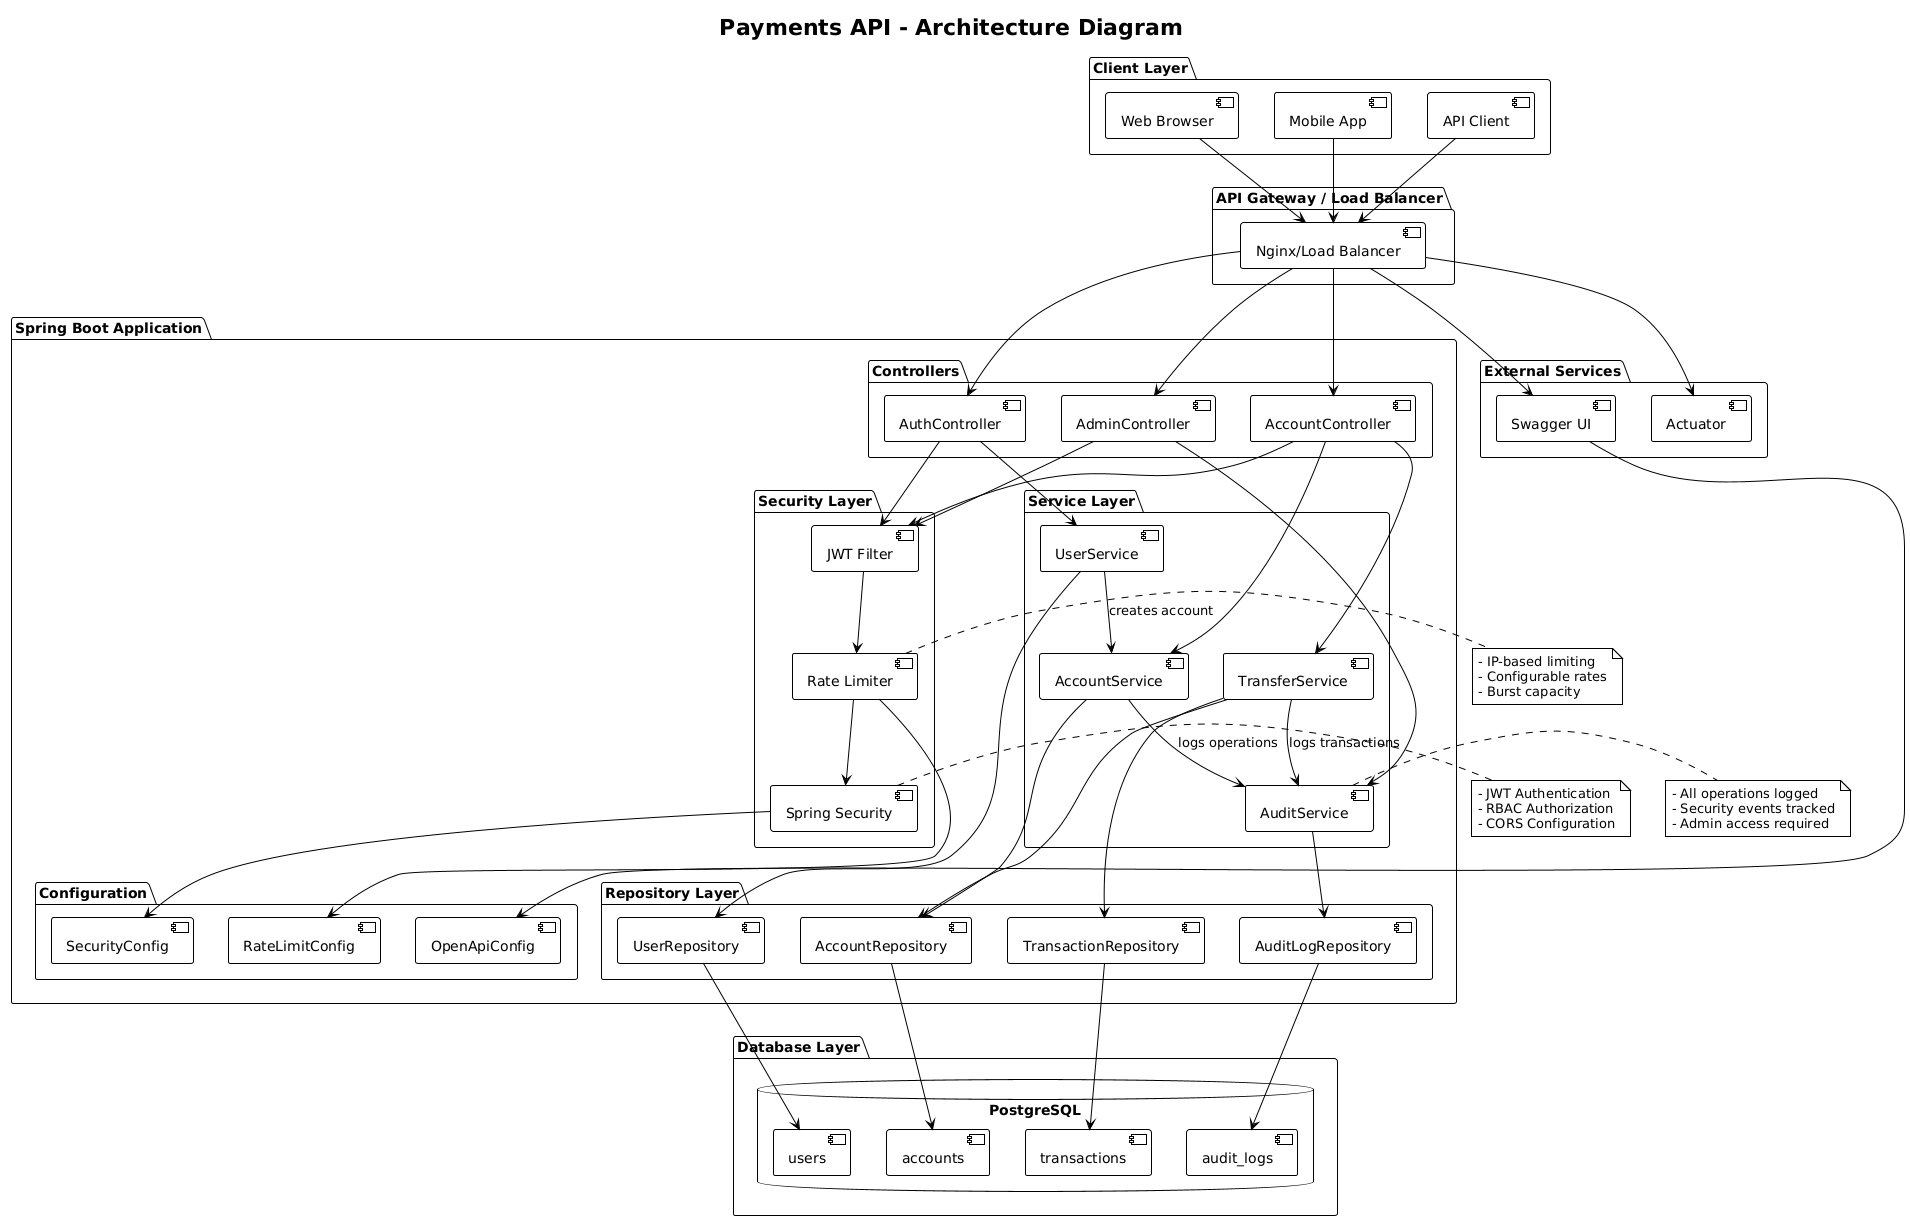 Payments API - Architecture Diagram
Client Layer
Web Browser
Mobile App
API Client
API Gateway / Load Balancer
Nginx/Load Balancer
Spring Boot Application
Controllers
AuthController
AdminController
AccountController
External Services
Swagger UI
Actuator
Security Layer
JWT Filter
Rate Limiter
Spring Security
Service Layer
UserService
creates account
AccountService
TransferService
logs operations
logs transactions
AuditService
- IP-based limiting
- Configurable rates
- Burst capacity
- JWT Authentication
- RBAC Authorization
- CORS Configuration
- All operations logged
- Security events tracked
- Admin access required
Configuration
SecurityConfig
RateLimitConfig
OpenApiConfig
Repository Layer
UserRepository
AccountRepository
TransactionRepository
AuditLogRepository
Database Layer
PostgreSQL
users
accounts
transactions
audit_logs